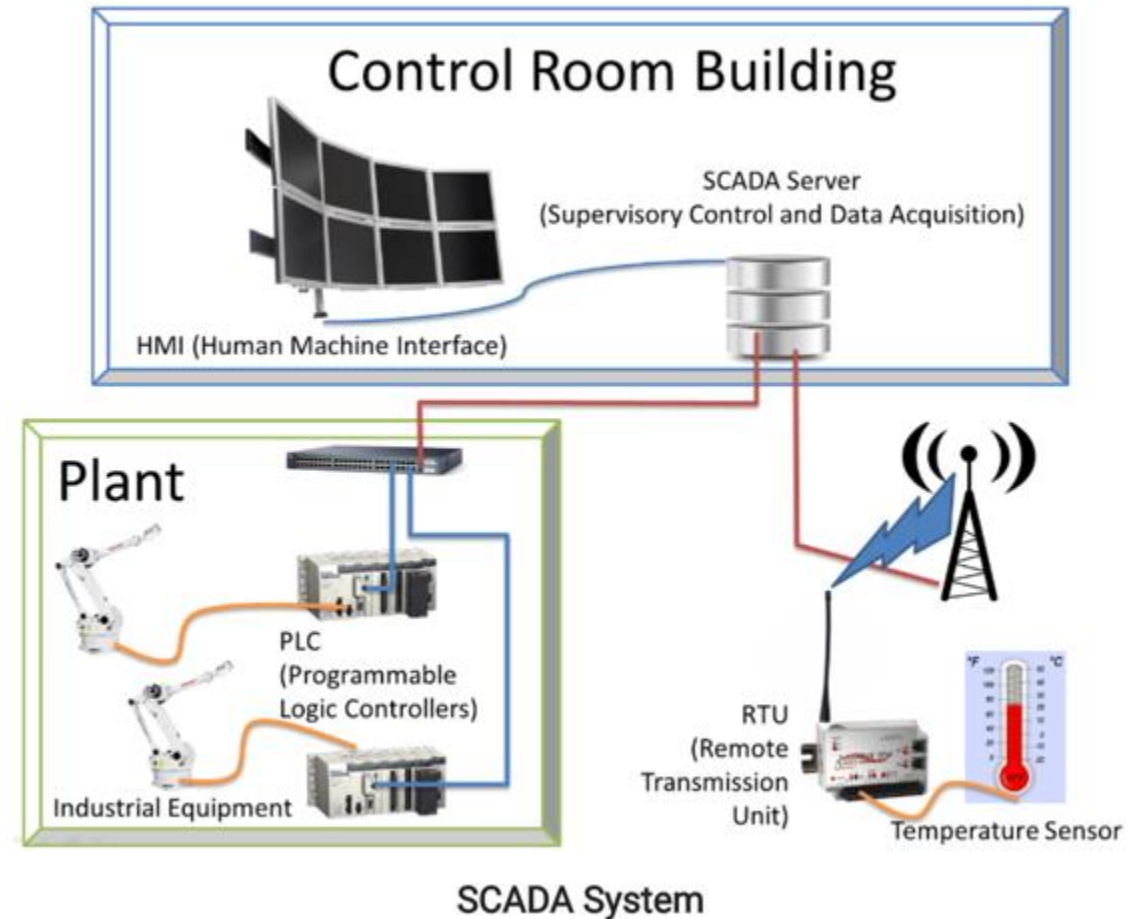 Control Room Building
SCADA Server
(Supervisory Control and Data Acquisition)
HMI (Human Machine Interface)
Plant
PLC
(Programmable
Logic Controllers)
Industrial Equipment
RTU
(Remote
Transmission
Unit)
°F
°C
Temperature Sensor
SCADA System